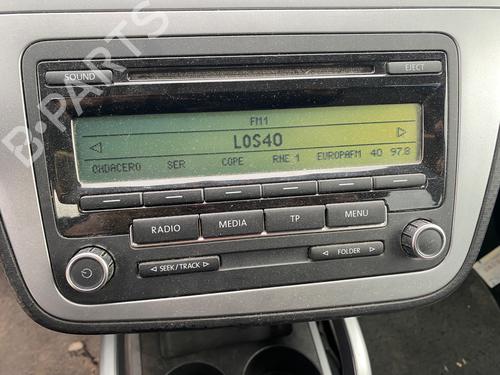 B-PARTS
SOUND
EJECT
FM1
LOS40
ONDACERO SER COPE RNE 1 EUROPAFM 40 97.8
RADIO MEDIA TP MENU
SEEK / TRACK FOLDER